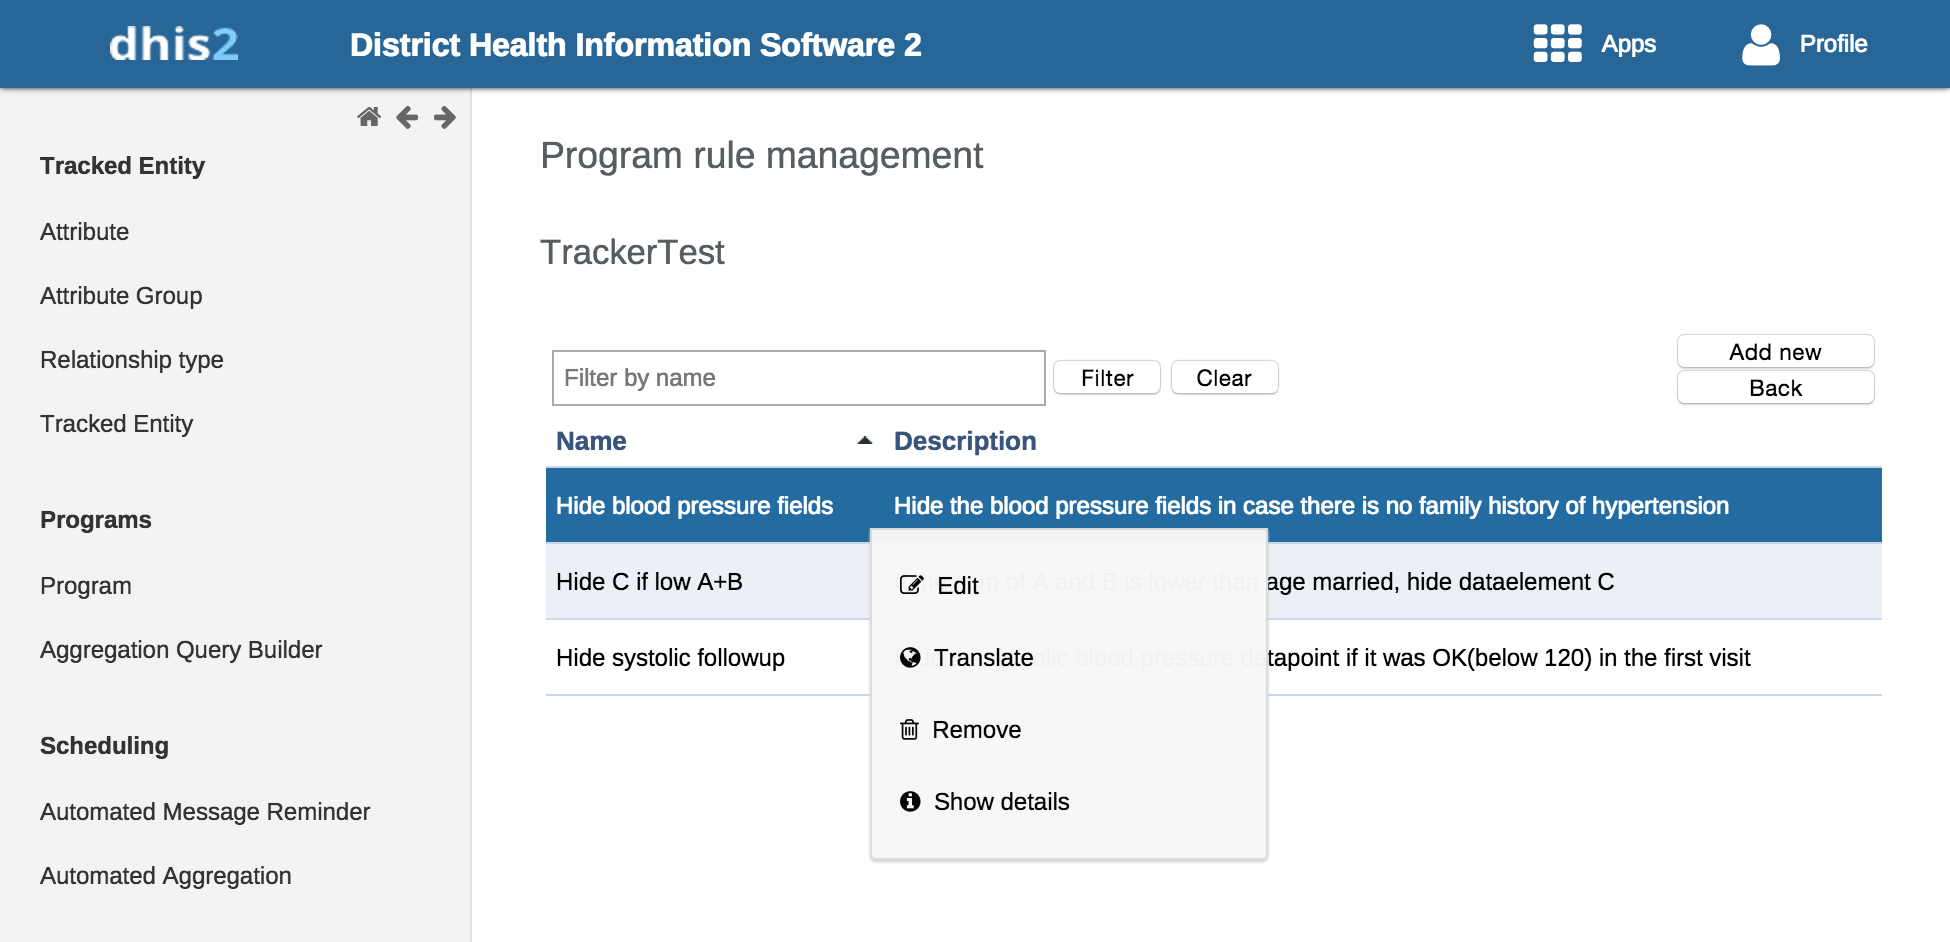 dhis2
District Health Information Software 2
Apps
Profile
Tracked Entity
Attribute
Attribute Group
Relationship type
Tracked Entity
Programs
Program
Aggregation Query Builder
Scheduling
Automated Message Reminder
Automated Aggregation
Program rule management
TrackerTest
Filter by name
Filter
Clear
Add new
Back
Name
Description
Hide blood pressure fields
Hide the blood pressure fields in case there is no family history of hypertension
Hide C if low A+B
of A and B is lower than age married, hide dataelement C
Hide systolic followup
blood pressure datapoint if it was OK(below 120) in the first visit
Edit
Translate
Remove
Show details